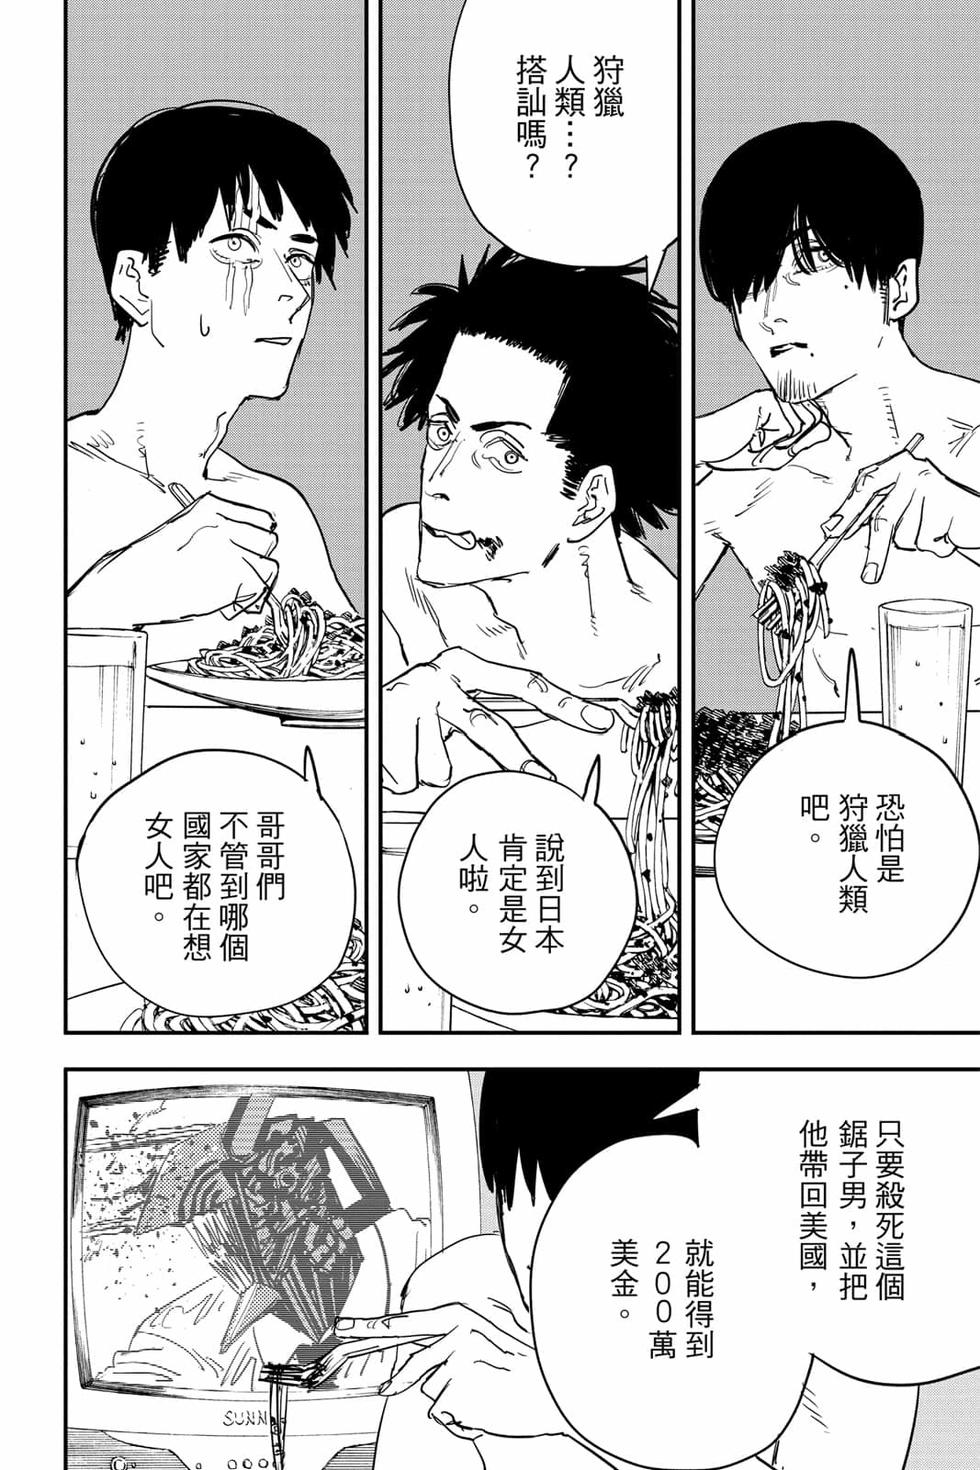 恐怕是
狩獵人類
吧。
狩獵
人類…?
搭訕嗎?
說到日本
肯定是女
人啦。
哥哥們
不管到哪個
國家都在想
女人吧。
只要殺死這個
鋸子男,並把
他帶回美國,
就能得到
200萬
美金。
SUNN